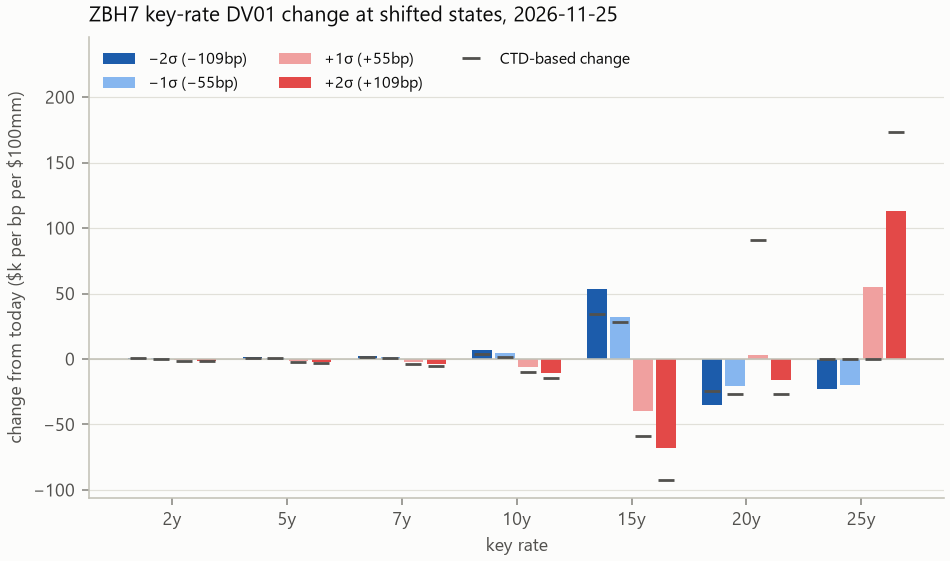 ZBH7 key-rate DV01 change at shifted states, 2026-11-25
−2σ (−109bp)
−1σ (−55bp)
+1σ (+55bp)
+2σ (+109bp)
CTD-based change
change from today ($k per bp per $100mm)
200
150
100
50
0
−50
−100
2y
5y
7y
10y
15y
20y
25y
key rate